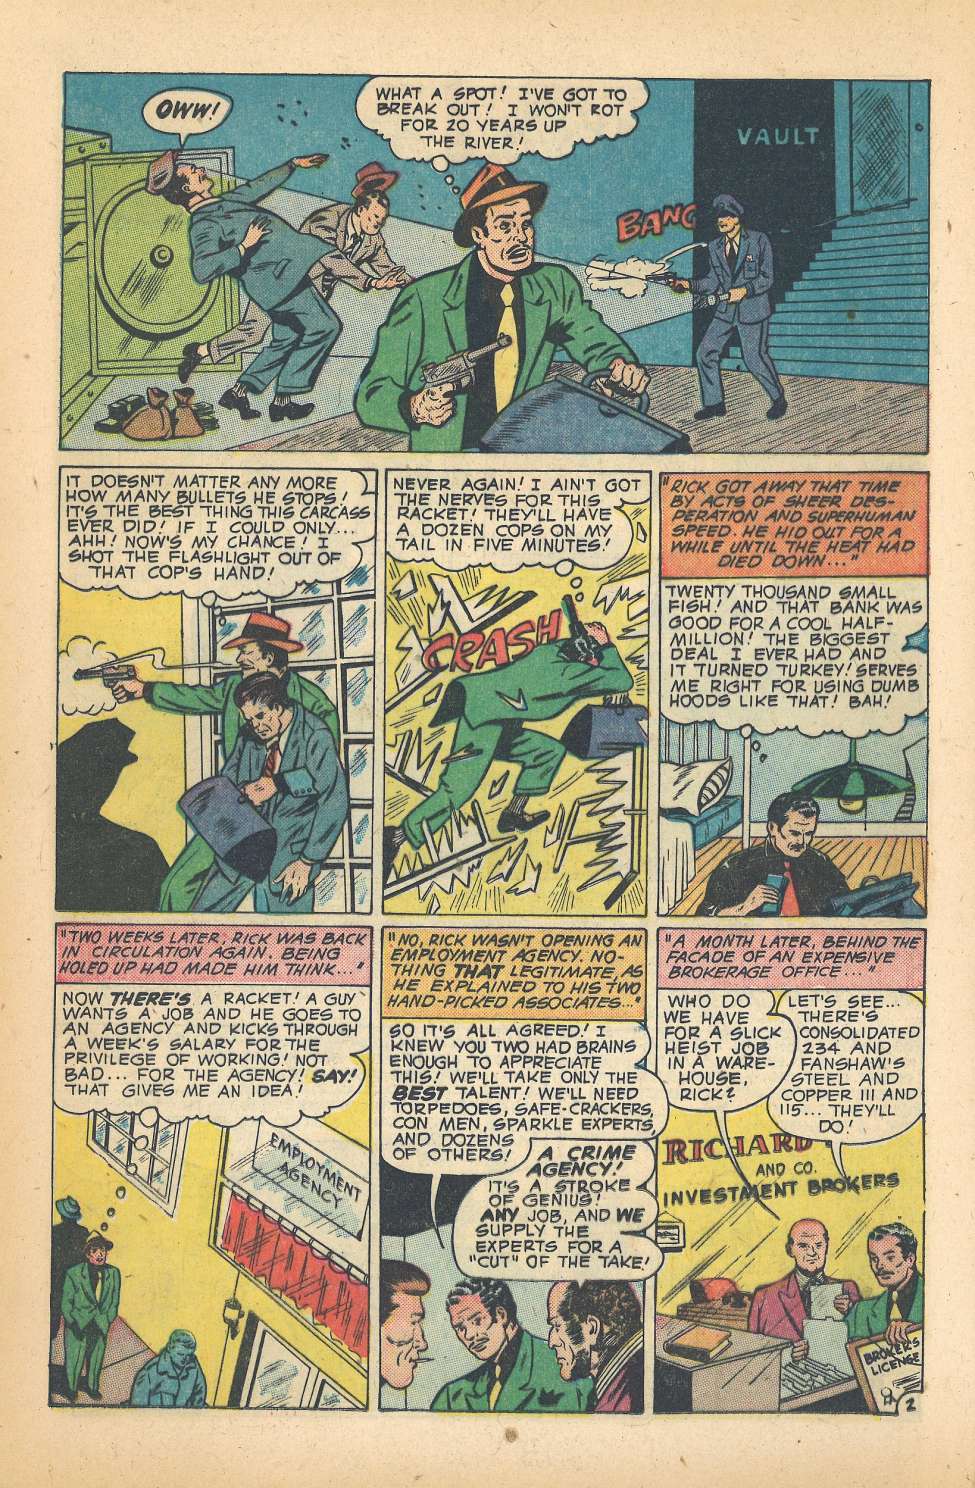 OWW!
WHAT A SPOT! I'VE GOT TO
BREAK OUT! I WON'T ROT
FOR 20 YEARS UP
THE RIVER!
BANG
VAULT
IT DOESN'T MATTER ANY MORE
HOW MANY BULLETS HE STOPS!
IT'S THE BEST THING THIS CARCASS
EVER DID! IF I COULD ONLY...
AHH! NOW'S MY CHANCE! I
SHOT THE FLASHLIGHT OUT OF
THAT COP'S HAND!
NEVER AGAIN! I AIN'T GOT
THE NERVES FOR THIS
RACKET! THEY'LL HAVE
A DOZEN COPS ON MY
TAIL IN FIVE MINUTES!
CRASH
"RICK GOT AWAY THAT TIME
BY ACTS OF SHEER DES-
PERATION AND SUPERHUMAN
SPEED. HE HID OUT FOR A
WHILE UNTIL THE HEAT HAD
DIED DOWN..."
TWENTY THOUSAND SMALL
FISH! AND THAT BANK WAS
GOOD FOR A COOL HALF-
MILLION! THE BIGGEST
DEAL I EVER HAD AND
IT TURNED TURKEY! SERVES
ME RIGHT FOR USING DUMB
HOODS LIKE THAT! BAH!
"TWO WEEKS LATER, RICK WAS BACK
IN CIRCULATION AGAIN. BEING
HOLED UP HAD MADE HIM THINK..."
NOW THERE'S A RACKET! A GUY
WANTS A JOB AND HE GOES TO
AN AGENCY AND KICKS THROUGH
A WEEK'S SALARY FOR THE
PRIVILEGE OF WORKING! NOT
BAD... FOR THE AGENCY! SAY!
THAT GIVES ME AN IDEA!
EMPLOYMENT
AGENCY
"NO, RICK WASN'T OPENING AN
EMPLOYMENT AGENCY. NO-
THING THAT LEGITIMATE, AS
HE EXPLAINED TO HIS TWO
HAND-PICKED ASSOCIATES..."
SO IT'S ALL AGREED! I
KNEW YOU TWO HAD BRAINS
ENOUGH TO APPRECIATE
THIS! WE'LL TAKE ONLY THE
BEST TALENT! WE'LL NEED
TORPEDOES, SAFE-CRACKERS,
CON MEN, SPARKLE EXPERTS,
AND DOZENS
OF OTHERS!
A CRIME
AGENCY!
IT'S A STROKE
OF GENIUS!
ANY JOB, AND WE
SUPPLY THE
EXPERTS FOR A
"CUT" OF THE TAKE!
"A MONTH LATER, BEHIND THE
FACADE OF AN EXPENSIVE
BROKERAGE OFFICE..."
WHO DO
WE HAVE
FOR A SLICK
HEIST JOB
IN A WARE-
HOUSE,
RICK?
LET'S SEE...
THERE'S
CONSOLIDATED
234 AND
FANSHAW'S
STEEL AND
COPPER 111 AND
115... THEY'LL
DO!
RICHARD
AND CO.
INVESTMENT BROKERS
BROKER'S
LICENSE
2